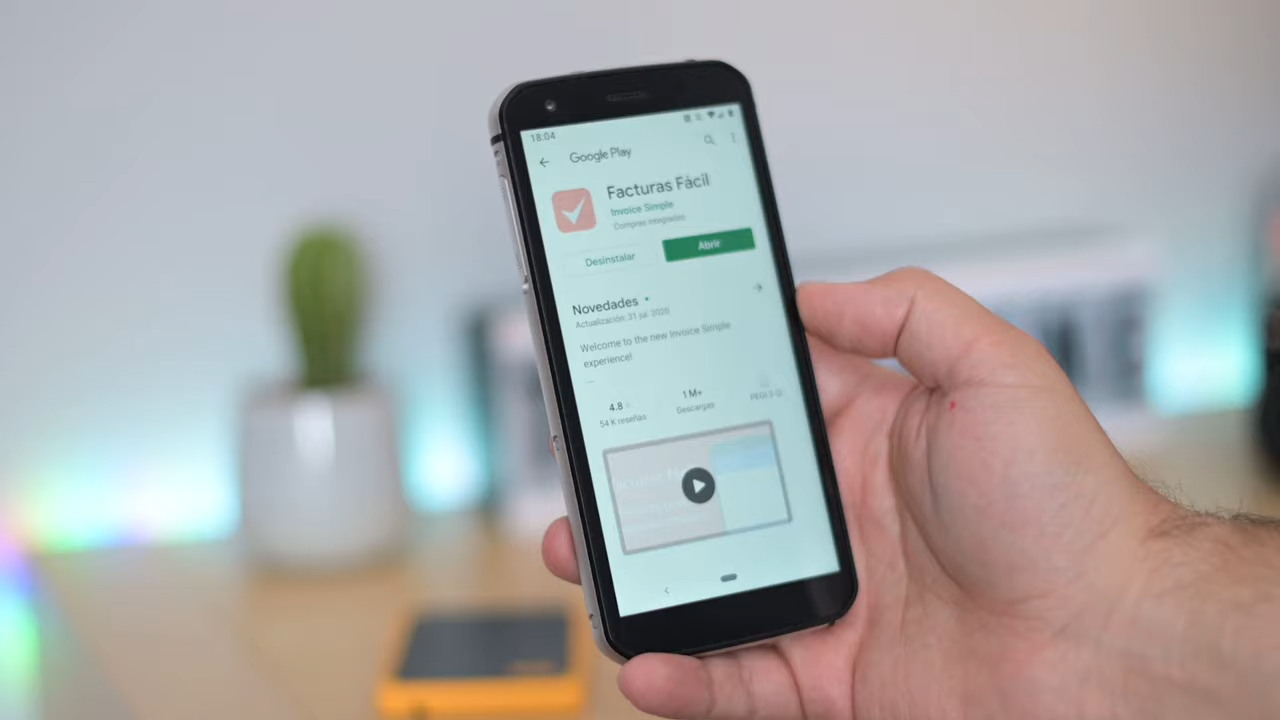 18:04
Google Play
Facturas Fácil
Invoice Simple
Compras integradas
Desinstalar
Abrir
Novedades
Actualización: 31 jul. 2020
Welcome to the new Invoice Simple
experience!
...
4.8
1 M+
54 K reseñas
Descargas
PEGI 3